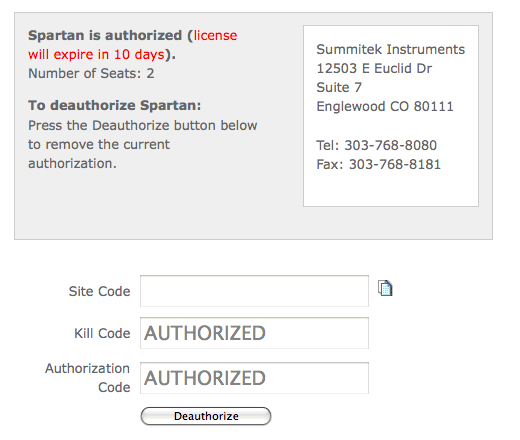 Spartan is authorized (license
will expire in 10 days).
Number of Seats: 2
To deauthorize Spartan:
Press the Deauthorize button below
to remove the current
authorization.
Summitek Instruments
12503 E Euclid Dr
Suite 7
Englewood CO 80111
Tel: 303-768-8080
Fax: 303-768-8181
Site Code
Kill Code
AUTHORIZED
Authorization
Code
AUTHORIZED
Deauthorize